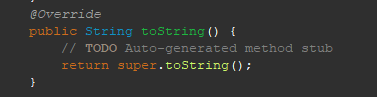 @Override
public String toString() {
// TODO Auto-generated method stub
return super.toString();
}